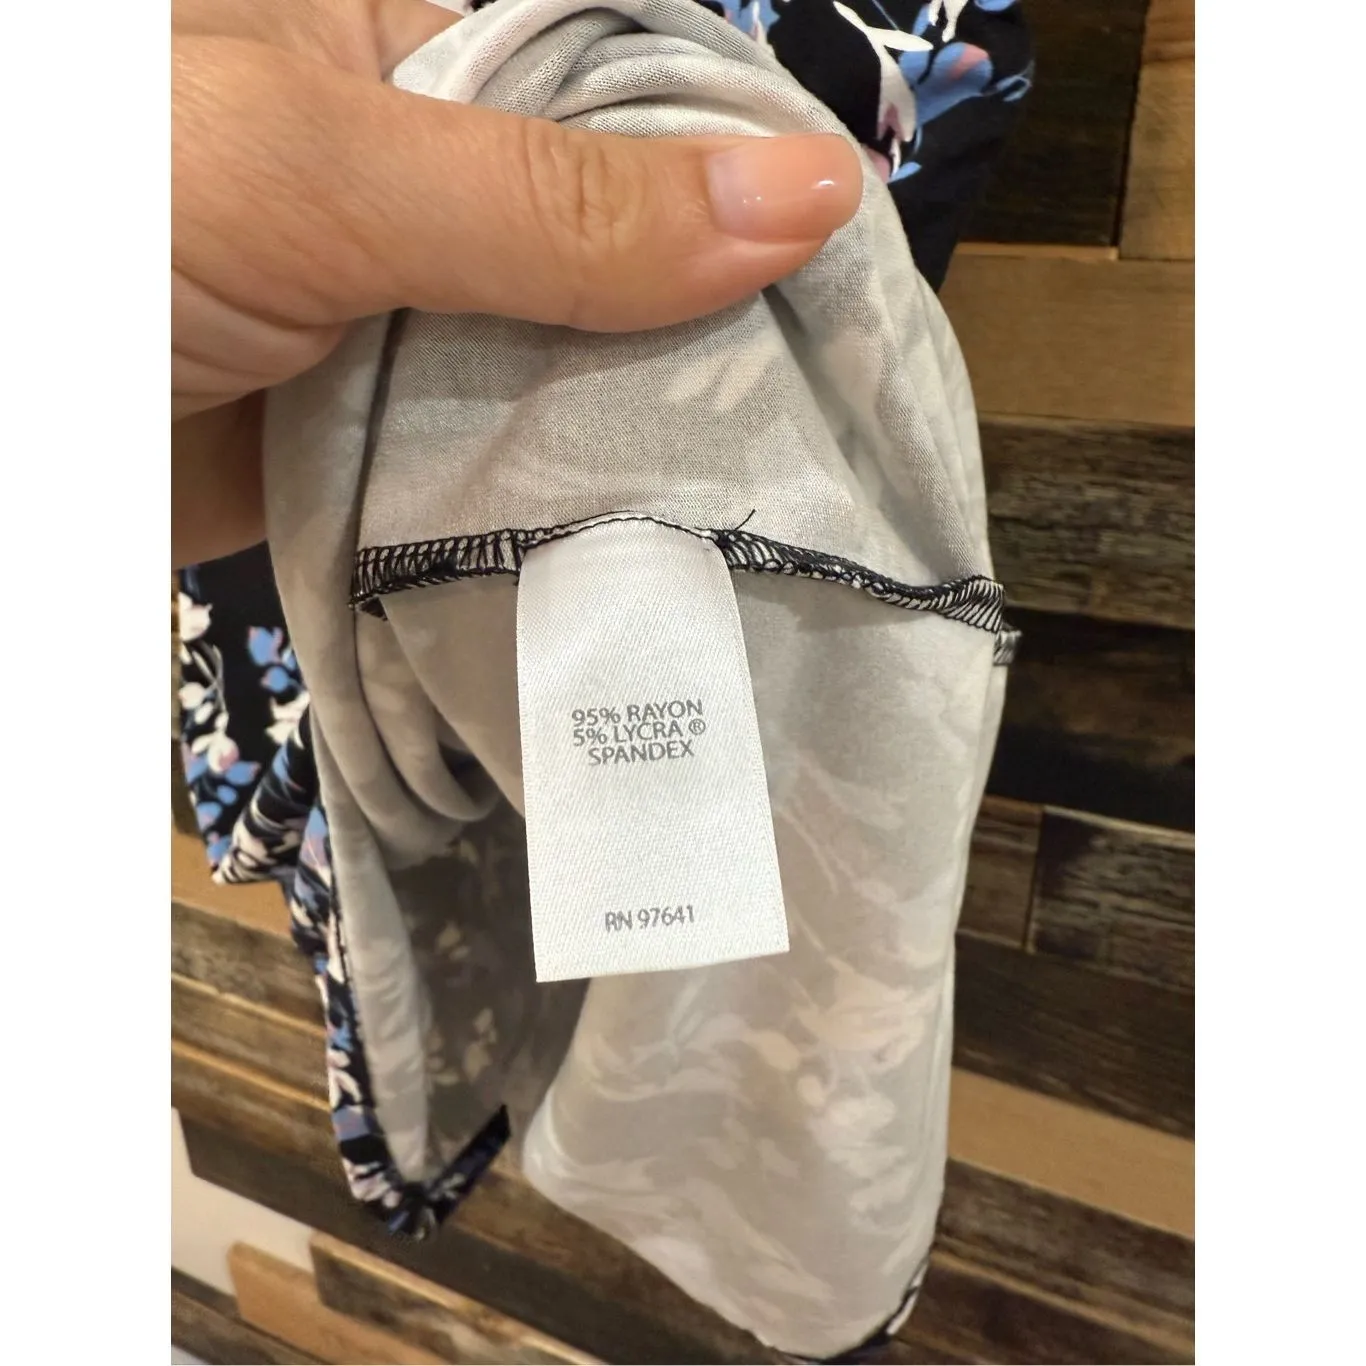 95% RAYON
5% LYCRA ®
SPANDEX
RN 97641